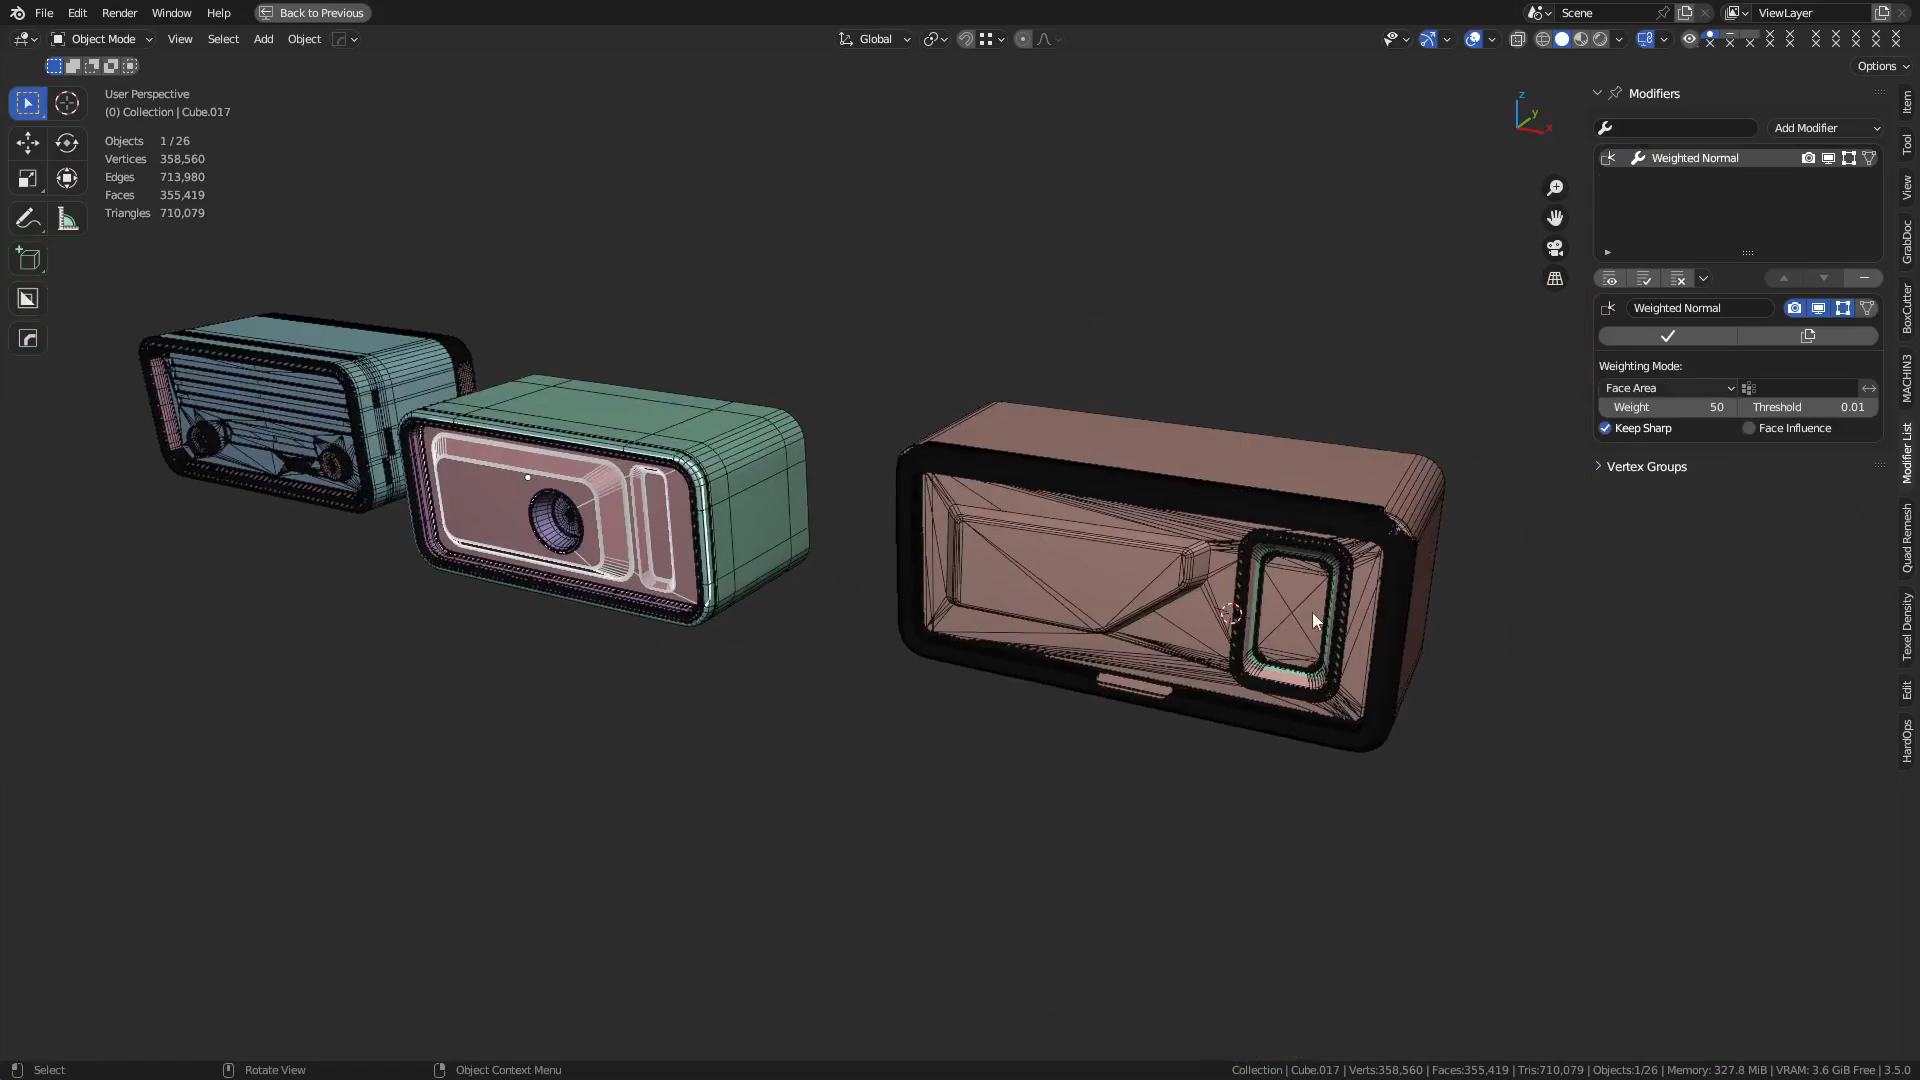 File Edit Render Window Help Back to Previous Scene ViewLayer
Object Mode View Select Add Object Global
Options
User Perspective
(0) Collection | Cube.017
Objects 1 / 26
Vertices 358,560
Edges 713,980
Faces 355,419
Triangles 710,079
z
y
x
Modifiers
Add Modifier
Weighted Normal
Weighted Normal
Weighting Mode:
Face Area
Weight 50 Threshold 0.01
Keep Sharp Face Influence
Vertex Groups
Item
Tool
View
GrabDoc
BoxCutter
MACHIN3
Modifier List
Quad Remesh
Texel Density
Edit
HardOps
Select Rotate View Object Context Menu Collection | Cube.017 | Verts:358,560 | Faces:355,419 | Tris:710,079 | Objects:1/26 | Memory: 327.8 MiB | VRAM: 3.6 GiB Free | 3.5.0